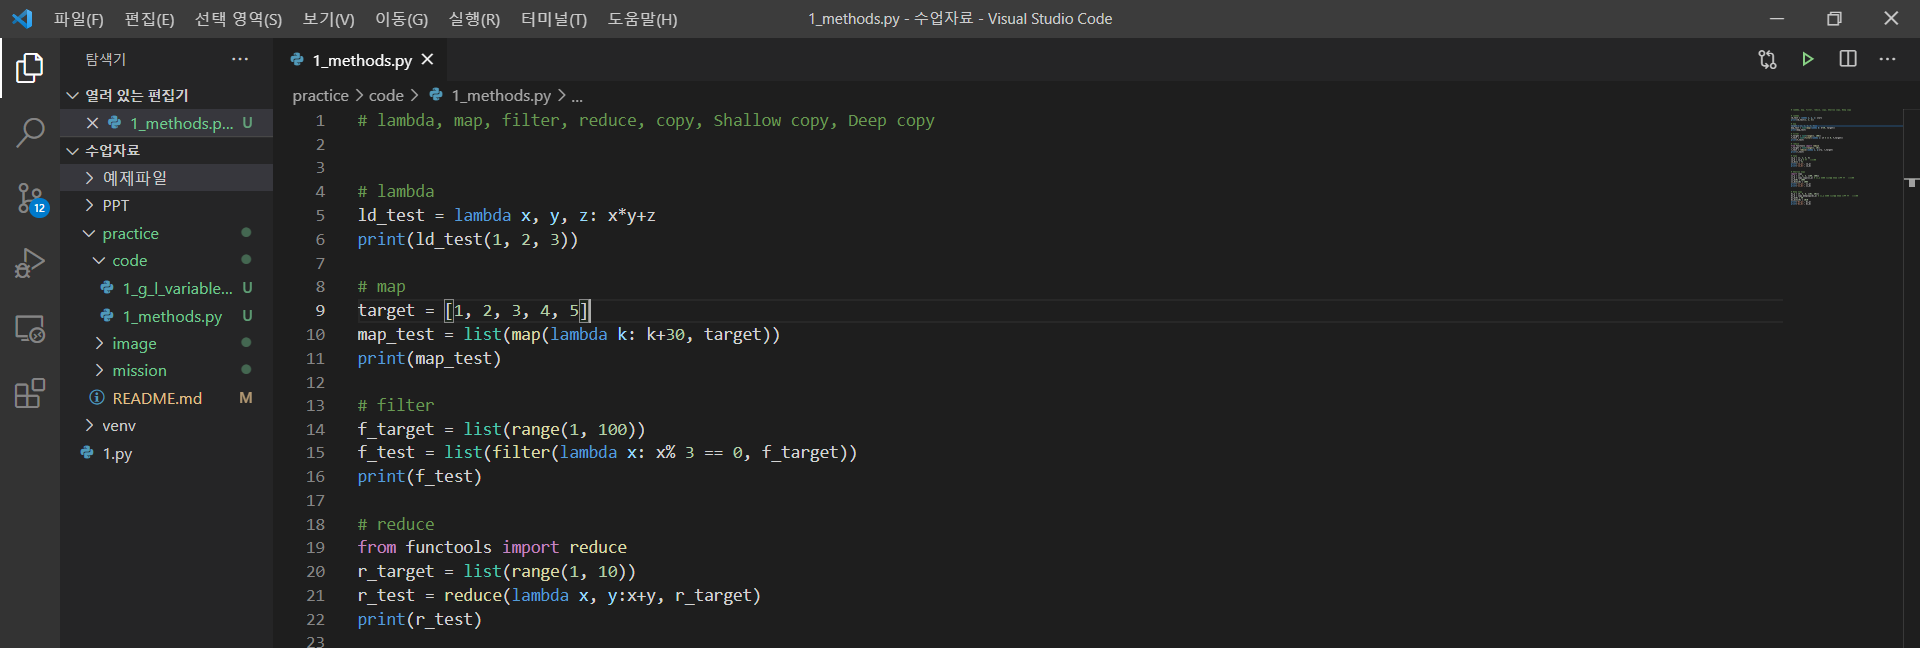 파일(F) 편집(E) 선택 영역(S) 보기(V) 이동(G) 실행(R) 터미널(T) 도움말(H) 1_methods.py - 수업자료 - Visual Studio Code
탐색기 ···
1_methods.py
열려 있는 편집기
1_methods.p... U
수업자료
예제파일
PPT
practice
code
1_g_l_variable... U
1_methods.py U
image
mission
README.md M
venv
1.py
12
practice > code > 1_methods.py > ...
1 # lambda, map, filter, reduce, copy, Shallow copy, Deep copy
2
3
4 # lambda
5 ld_test = lambda x, y, z: x*y+z
6 print(ld_test(1, 2, 3))
7
8 # map
9 target = [1, 2, 3, 4, 5]
10 map_test = list(map(lambda k: k+30, target))
11 print(map_test)
12
13 # filter
14 f_target = list(range(1, 100))
15 f_test = list(filter(lambda x: x% 3 == 0, f_target))
16 print(f_test)
17
18 # reduce
19 from functools import reduce
20 r_target = list(range(1, 10))
21 r_test = reduce(lambda x, y:x+y, r_target)
22 print(r_test)
23